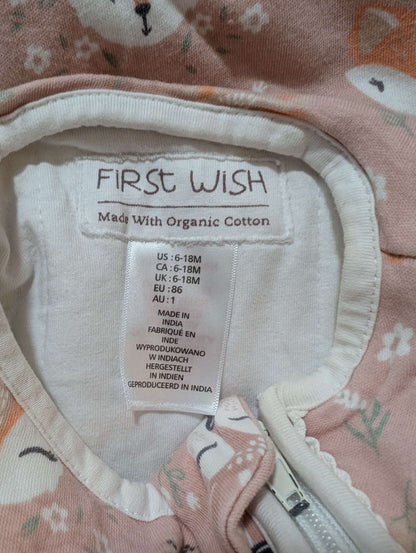 FIRST WISH
Made With Organic Cotton
US : 6-18M
CA : 6-18M
UK : 6-18M
EU : 86
AU : 1
MADE IN
INDIA
FABRIQUÉ EN
INDE
WYPRODUKOWANO
W INDIACH
HERGESTELLT
IN INDIEN
GEPRODUCEERD IN INDIA